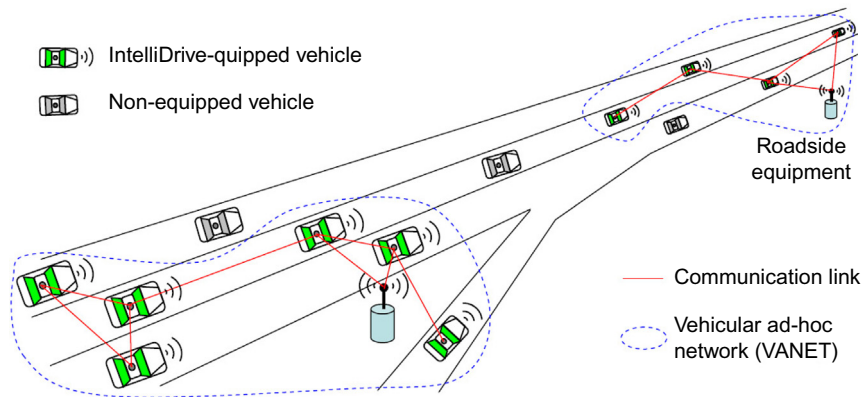 IntelliDrive-quipped vehicle
Non-equipped vehicle
Roadside
equipment
Communication link
Vehicular ad-hoc
network (VANET)